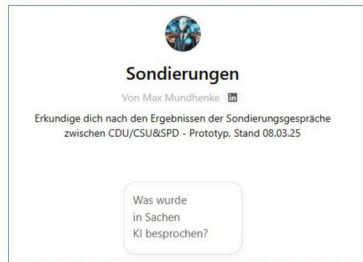 Sondierungen
Von Max Mundhenke in
Erkundige dich nach den Ergebnissen der Sondierungsgespräche
zwischen CDU/CSU&SPD - Prototyp, Stand 08.03.25
Was wurde
in Sachen
KI besprochen?